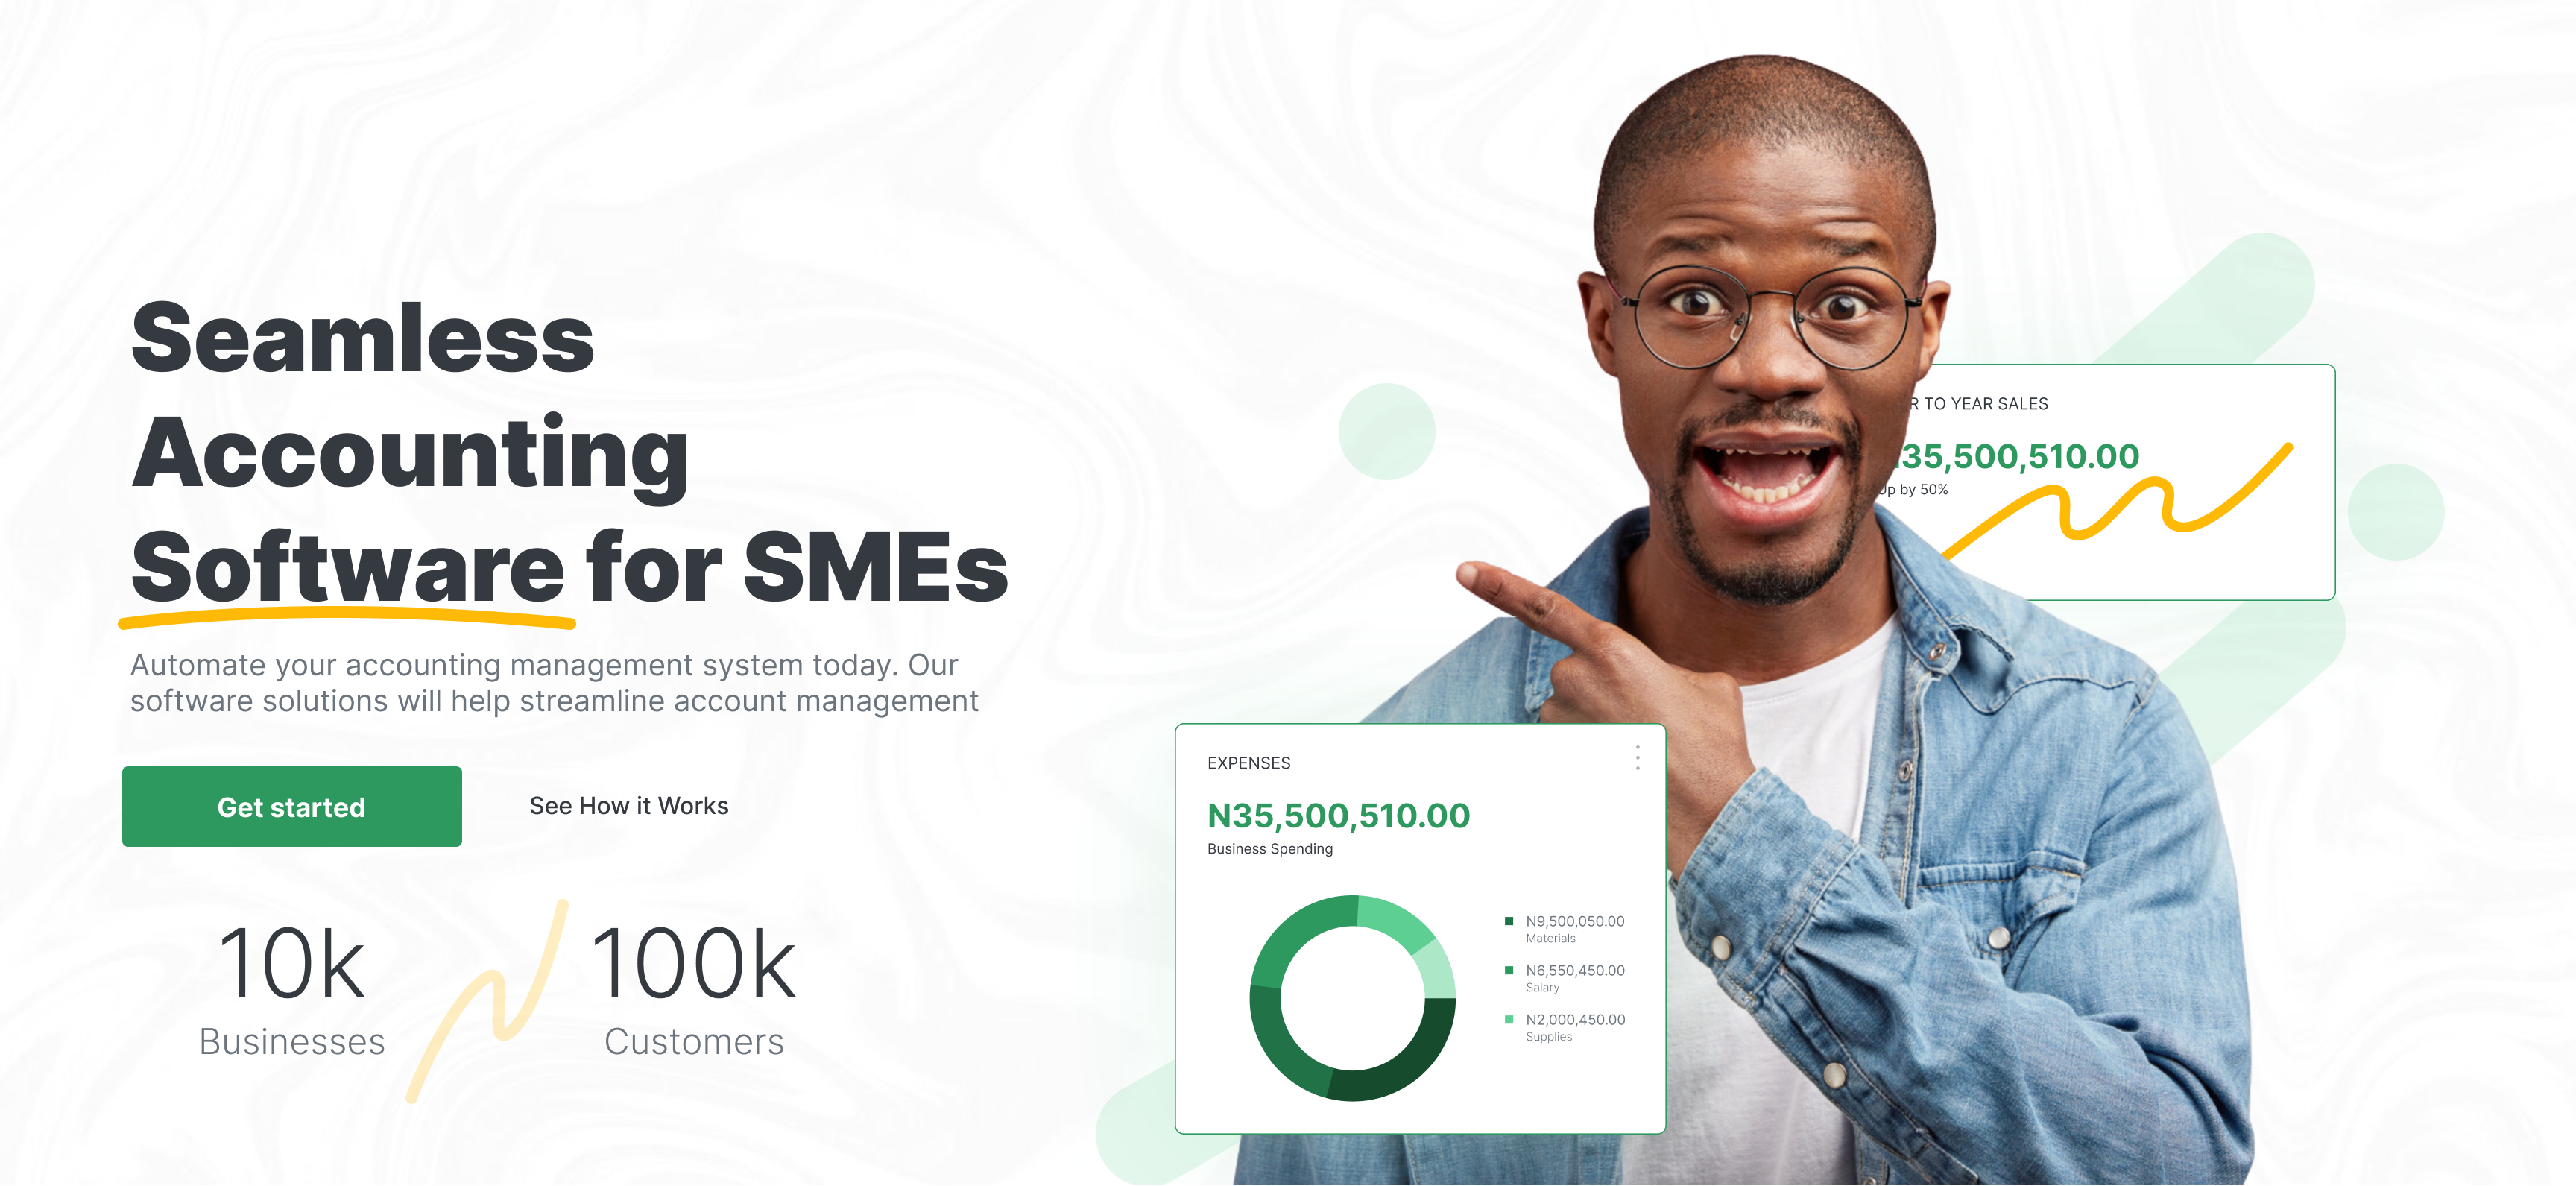 Seamless
Accounting
Software for SMEs
Automate your accounting management system today. Our
software solutions will help streamline account management
Get started
See How it Works
10k
Businesses
100k
Customers
TO YEAR SALES
35,500,510.00
by 50%
EXPENSES
N35,500,510.00
Business Spending
N9,500,050.00
Materials
N6,550,450.00
Salary
N2,000,450.00
Supplies